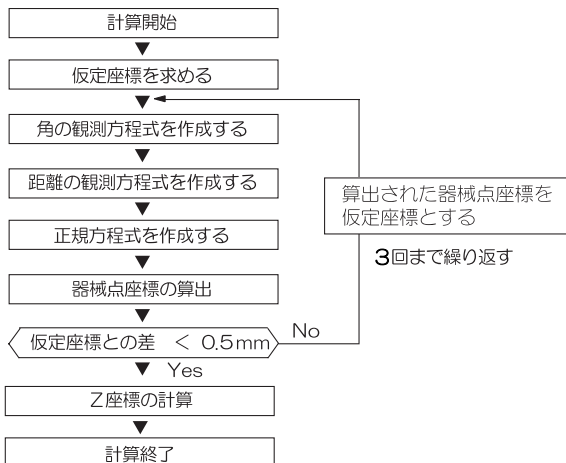 計算開始
仮定座標を求める
角の観測方程式を作成する
距離の観測方程式を作成する
正規方程式を作成する
器械点座標の算出
仮定座標との差 < 0.5mm
No
Yes
算出された器械点座標を
仮定座標とする
3回まで繰り返す
Z座標の計算
計算終了